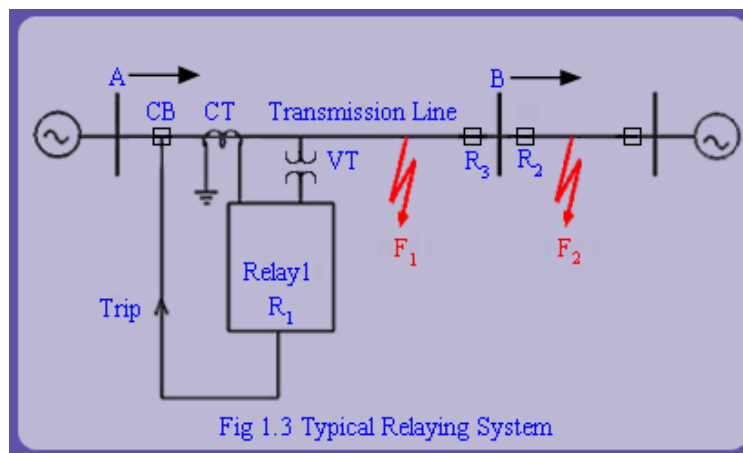 A
B
CB
CT
Transmission Line
VT
R3
R2
F1
F2
Relay1
R1
Trip
Fig 1.3 Typical Relaying System